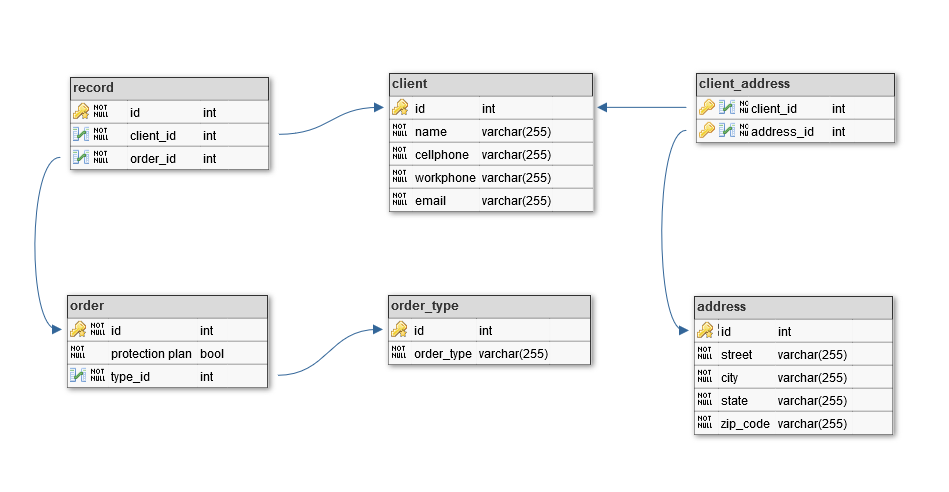 record
NOT NULL id int
NOT NULL client_id int
NOT NULL order_id int
client
id int
NOT NULL name varchar(255)
NOT NULL cellphone varchar(255)
NOT NULL workphone varchar(255)
NOT NULL email varchar(255)
client_address
client_id int
address_id int
order
NOT NULL id int
NOT NULL protection plan bool
NOT NULL type_id int
order_type
id int
NOT NULL order_type varchar(255)
address
id int
NOT NULL street varchar(255)
NOT NULL city varchar(255)
NOT NULL state varchar(255)
NOT NULL zip_code varchar(255)